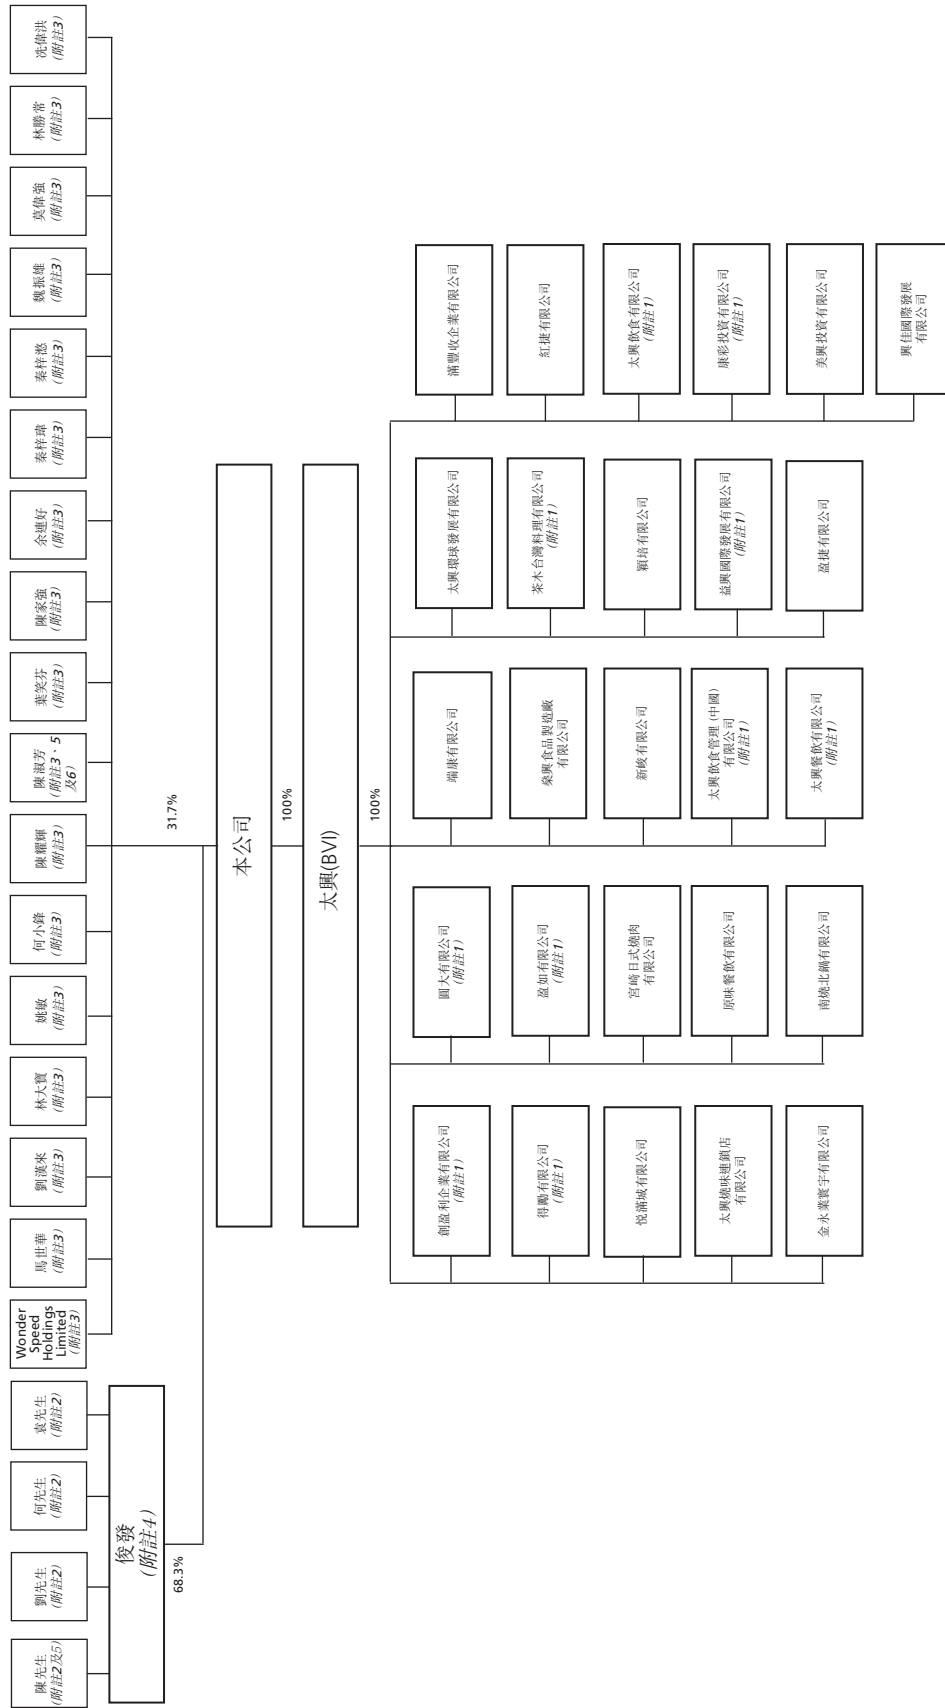 陳先生
(附註2及5)
劉先生
(附註2)
何先生
(附註2)
袁先生
(附註2)
Wonder
Speed
Holdings
Limited
(附註3)
馬世華
(附註3)
劉漢來
(附註3)
林大寶
(附註3)
姚敏
(附註3)
何小鋒
(附註3)
陳耀輝
(附註3)
陳淑芳
(附註3、5
及6)
葉笑芬
(附註3)
陳家強
(附註3)
余連好
(附註3)
秦梓瑋
(附註3)
秦梓澂
(附註3)
魏振雄
(附註3)
莫偉強
(附註3)
林勝常
(附註3)
冼偉洪
(附註3)
俊發
(附註4)
68.3%
31.7%
本公司
100%
太興(BVI)
100%
創盈利企業有限公司
(附註1)
圓大有限公司
(附註1)
端康有限公司
太興環球發展有限公司
滿豐收企業有限公司
得勵有限公司
(附註1)
盈如有限公司
(附註1)
燊興食品製造廠
有限公司
茶木台灣料理有限公司
(附註1)
紅捷有限公司
悅滿城有限公司
宮崎日式燒肉
有限公司
新峻有限公司
穎培有限公司
太興飲食有限公司
(附註1)
太興燒味連鎖店
有限公司
原味餐飲有限公司
太興飲食管理 (中國)
有限公司
(附註1)
益興國際發展有限公司
(附註1)
康彩投資有限公司
(附註1)
金永業寰宇有限公司
南燒北鍋有限公司
太興餐飲有限公司
(附註1)
盈捷有限公司
美興投資有限公司
興佳國際發展
有限公司